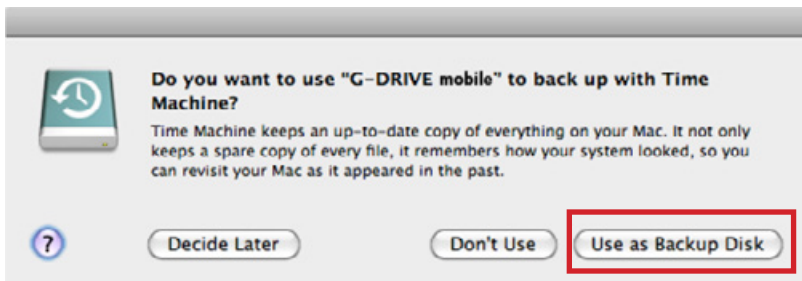 Do you want to use "G-DRIVE mobile" to back up with Time
Machine?
Time Machine keeps an up-to-date copy of everything on your Mac. It not only
keeps a spare copy of every file, it remembers how your system looked, so you
can revisit your Mac as it appeared in the past.
? Decide Later Don't Use Use as Backup Disk